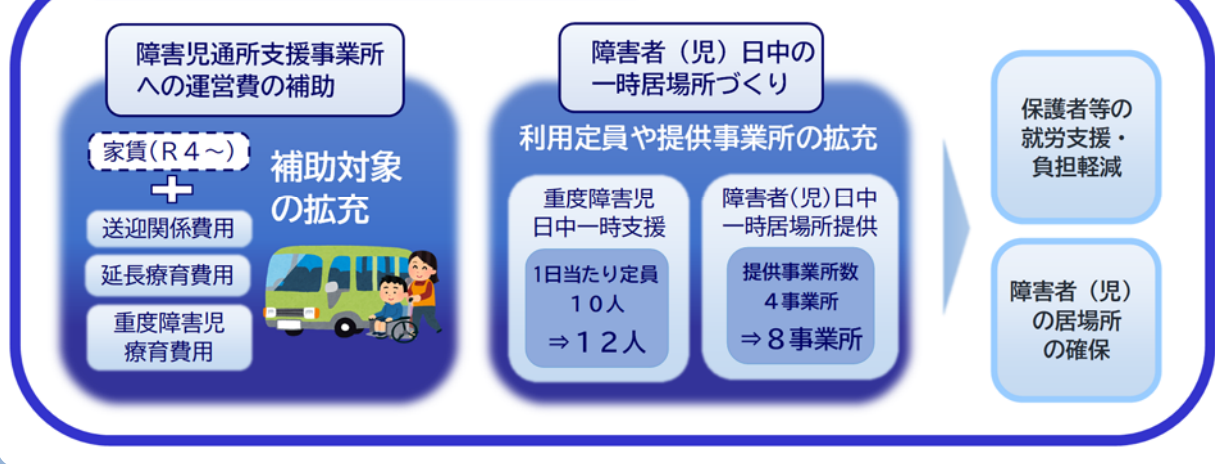 障害児通所支援事業所
への運営費の補助
家賃(R4～)
＋
送迎関係費用
延長療育費用
重度障害児
療育費用
補助対象
の拡充
障害者（児）日中の
一時居場所づくり
利用定員や提供事業所の拡充
重度障害児
日中一時支援
1日当たり定員
１０人
⇒１２人
障害者(児)日中
一時居場所提供
提供事業所数
４事業所
⇒８事業所
保護者等の
就労支援・
負担軽減
障害者（児）
の居場所
の確保